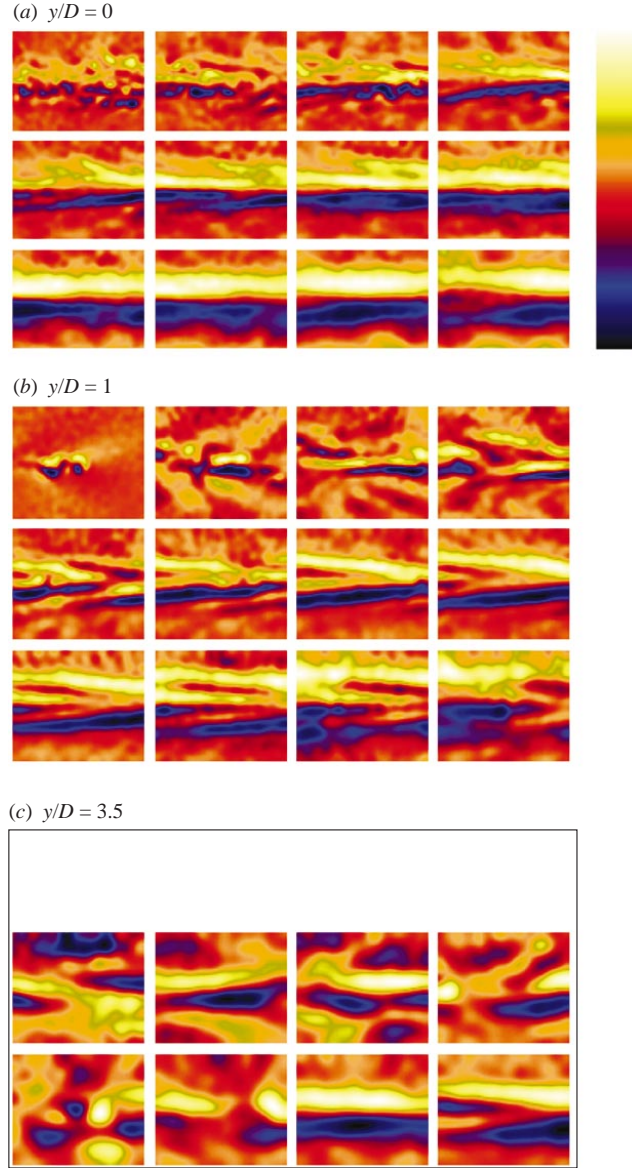 (a) y/D = 0
(b) y/D = 1
(c) y/D = 3.5